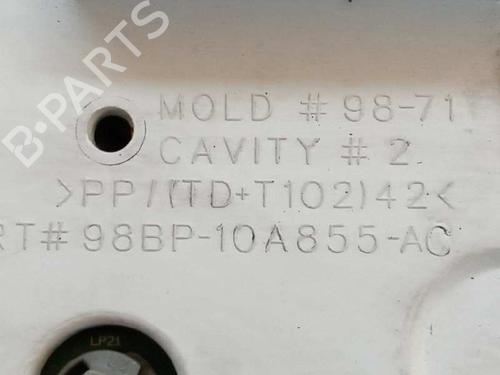 MOLD # 98-71
CAVITY # 2
>PP/(TD+T102)42<
RT# 98BP-10A855-AC
LP21
B-PARTS